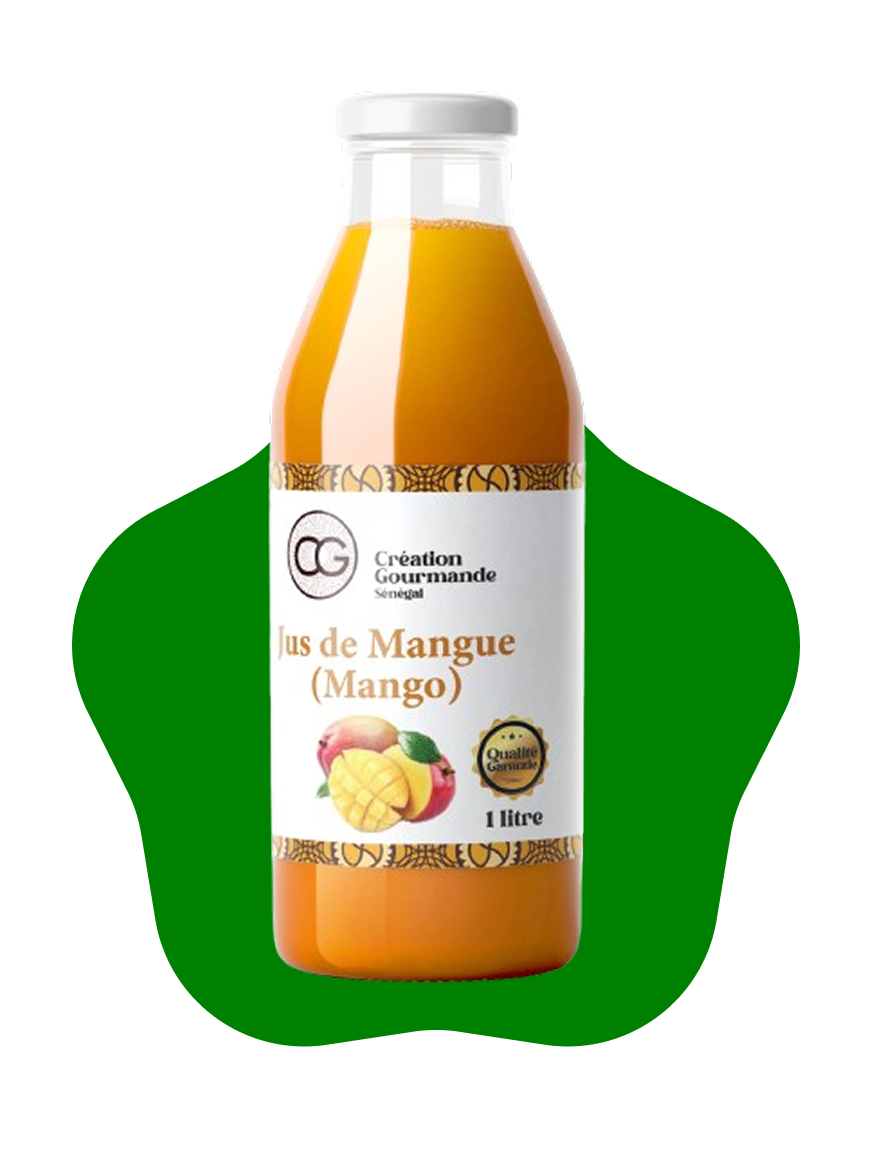 CG
Création
Gourmande
Sénégal
Jus de Mangue
(Mango)
Qualité
Garantie
1 litre